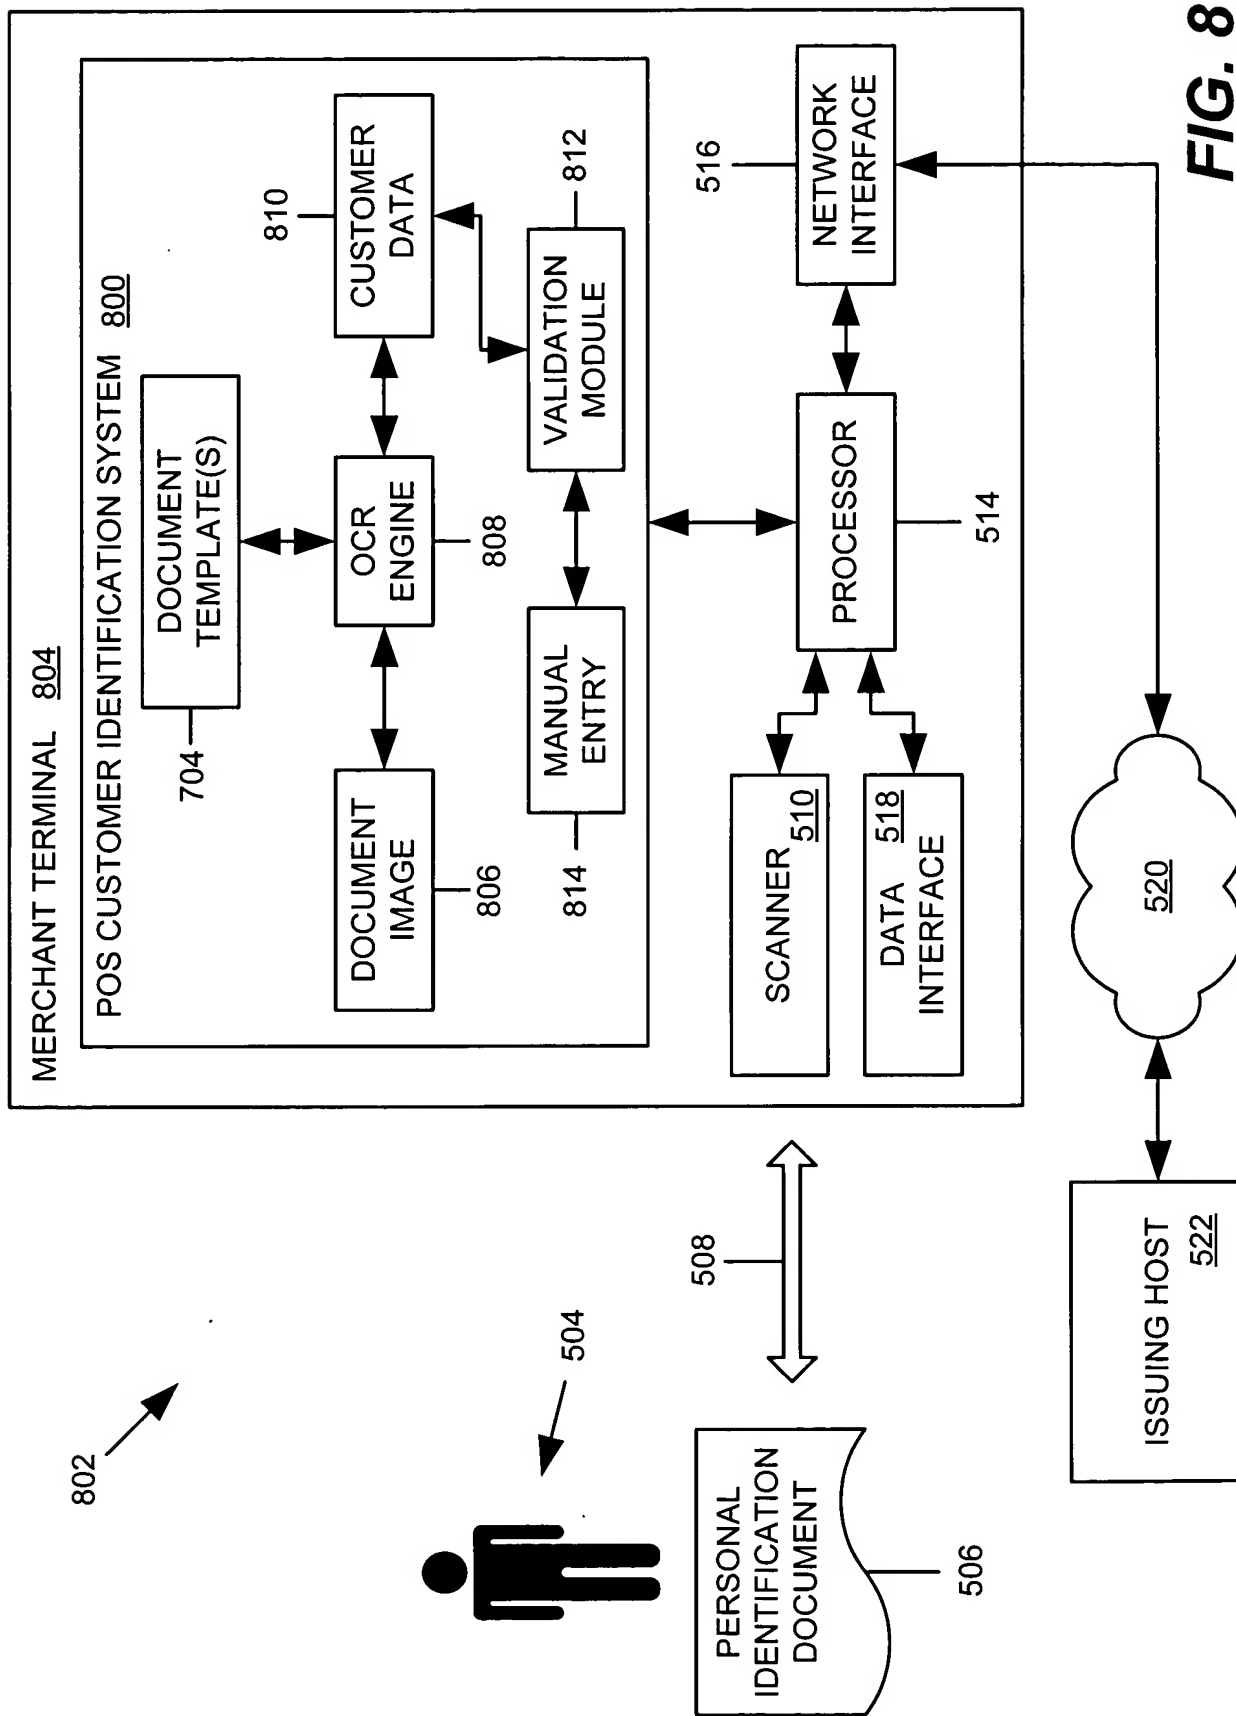 802
504
PERSONAL
IDENTIFICATION
DOCUMENT
506
508
MERCHANT TERMINAL 804
POS CUSTOMER IDENTIFICATION SYSTEM 800
704
DOCUMENT
TEMPLATE(S)
810
DOCUMENT
IMAGE
806
OCR
ENGINE
808
CUSTOMER
DATA
814
MANUAL
ENTRY
VALIDATION
MODULE
812
SCANNER
510
DATA
INTERFACE
518
PROCESSOR
514
516
NETWORK
INTERFACE
ISSUING HOST
522
520
FIG. 8